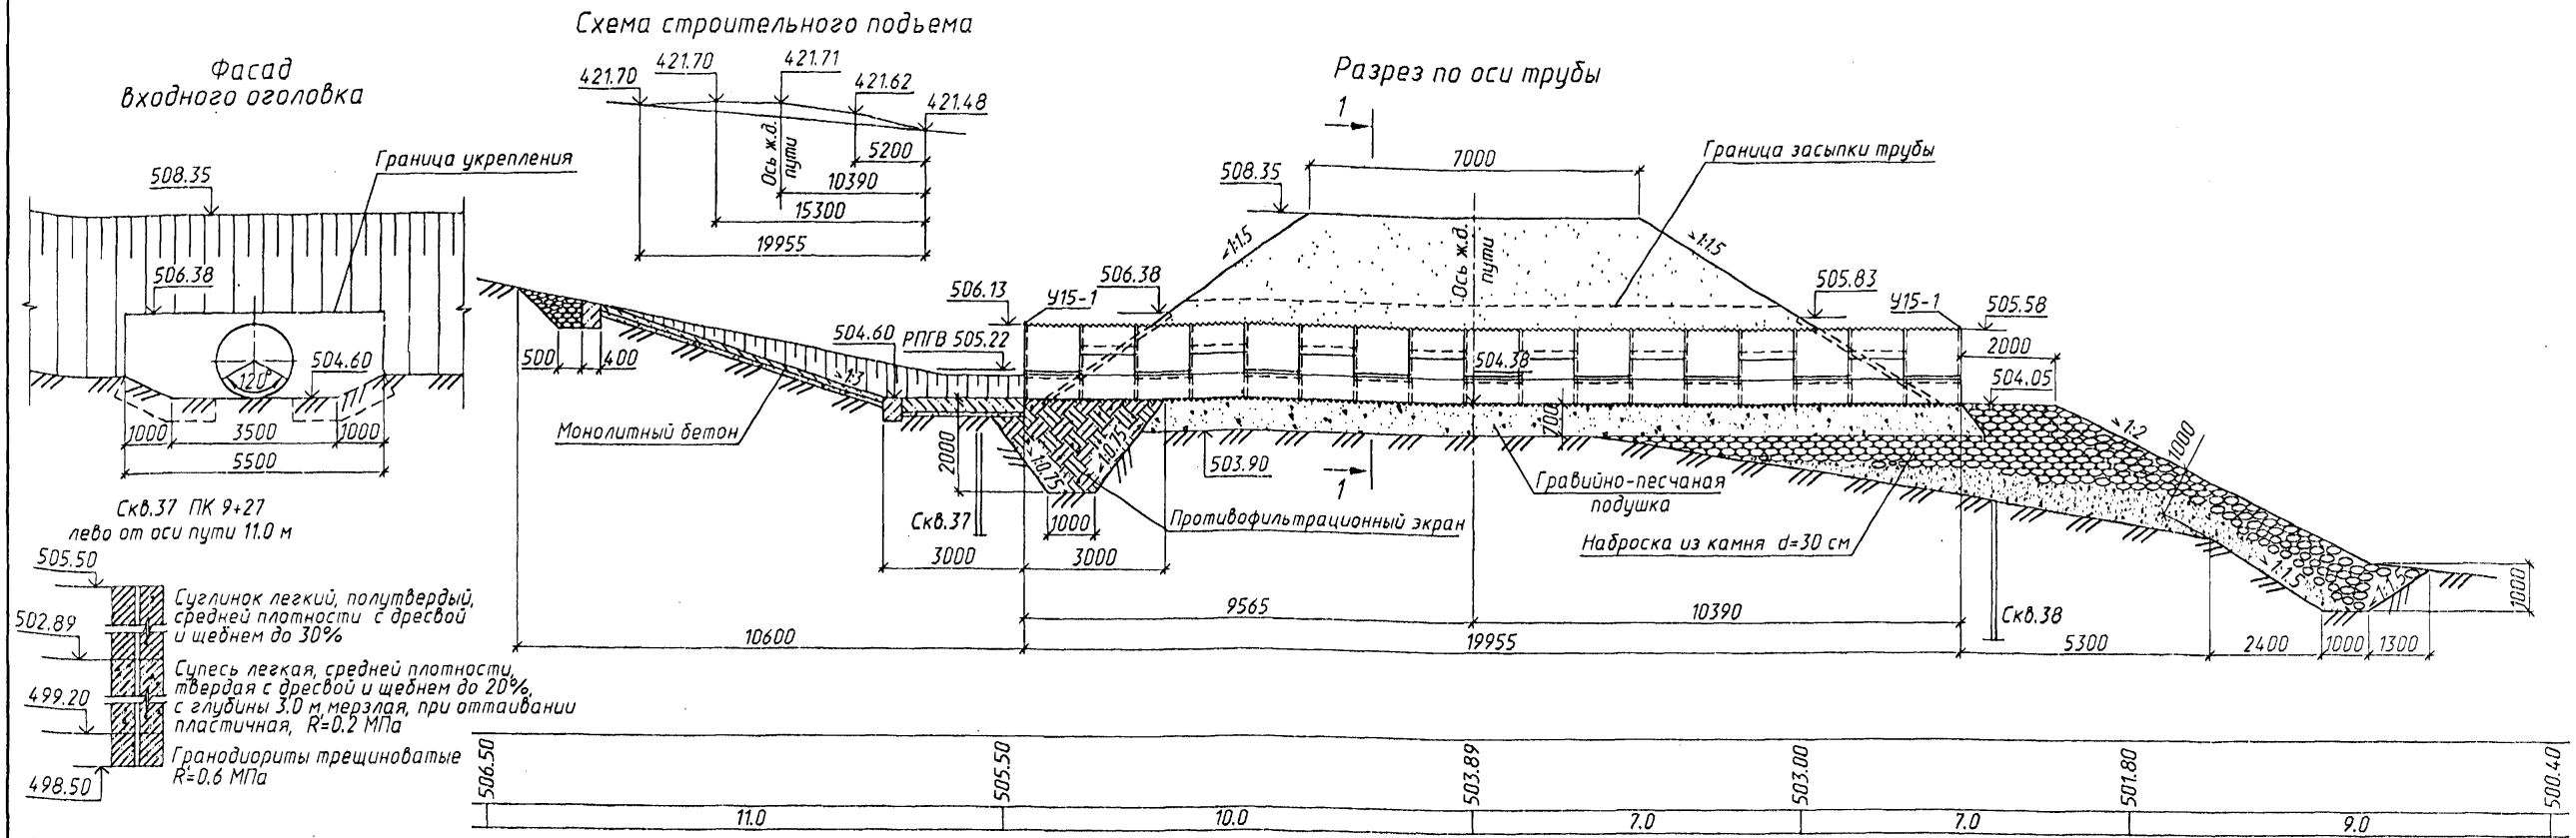 Схема строительного подъема
421.70
421.70
421.71
421.62
421.48
Ось ж.д.
пути
5200
10390
15300
19955
Фасад
входного оголовка
Граница укрепления
508.35
506.38
504.60
120°
1000
3500
1000
5500
Разрез по оси трубы
1
7000
Граница засыпки трубы
508.35
1:1.5
Ось ж.д.
пути
1:1.5
506.13
У15-1
506.38
505.83
У15-1
505.58
504.60
РПГВ 505.22
504.38
2000
504.05
500
400
1:3
Монолитный бетон
2000
1:0.75
1:0.75
503.90
700
1:2
1000
1
Гравийно-песчаная
подушка
Скв.37
1000
Противофильтрационный экран
Наброска из камня d=30 см
3000
3000
1:1.5
1000
9565
10390
Скв.38
10600
19955
5300
2400
1000
1300
Скв.37 ПК 9+27
лево от оси пути 11.0 м
505.50
Суглинок легкий, полутвердый,
средней плотности с дресвой
и щебнем до 30%
502.89
Супесь легкая, средней плотности,
твердая с дресвой и щебнем до 20%,
с глубины 3.0 м мерзлая, при оттаивании
пластичная, R'=0.2 МПа
499.20
Гранодиориты трещиноватые
R'=0.6 МПа
498.50
506.50
505.50
503.89
503.00
501.80
500.40
11.0
10.0
7.0
7.0
9.0